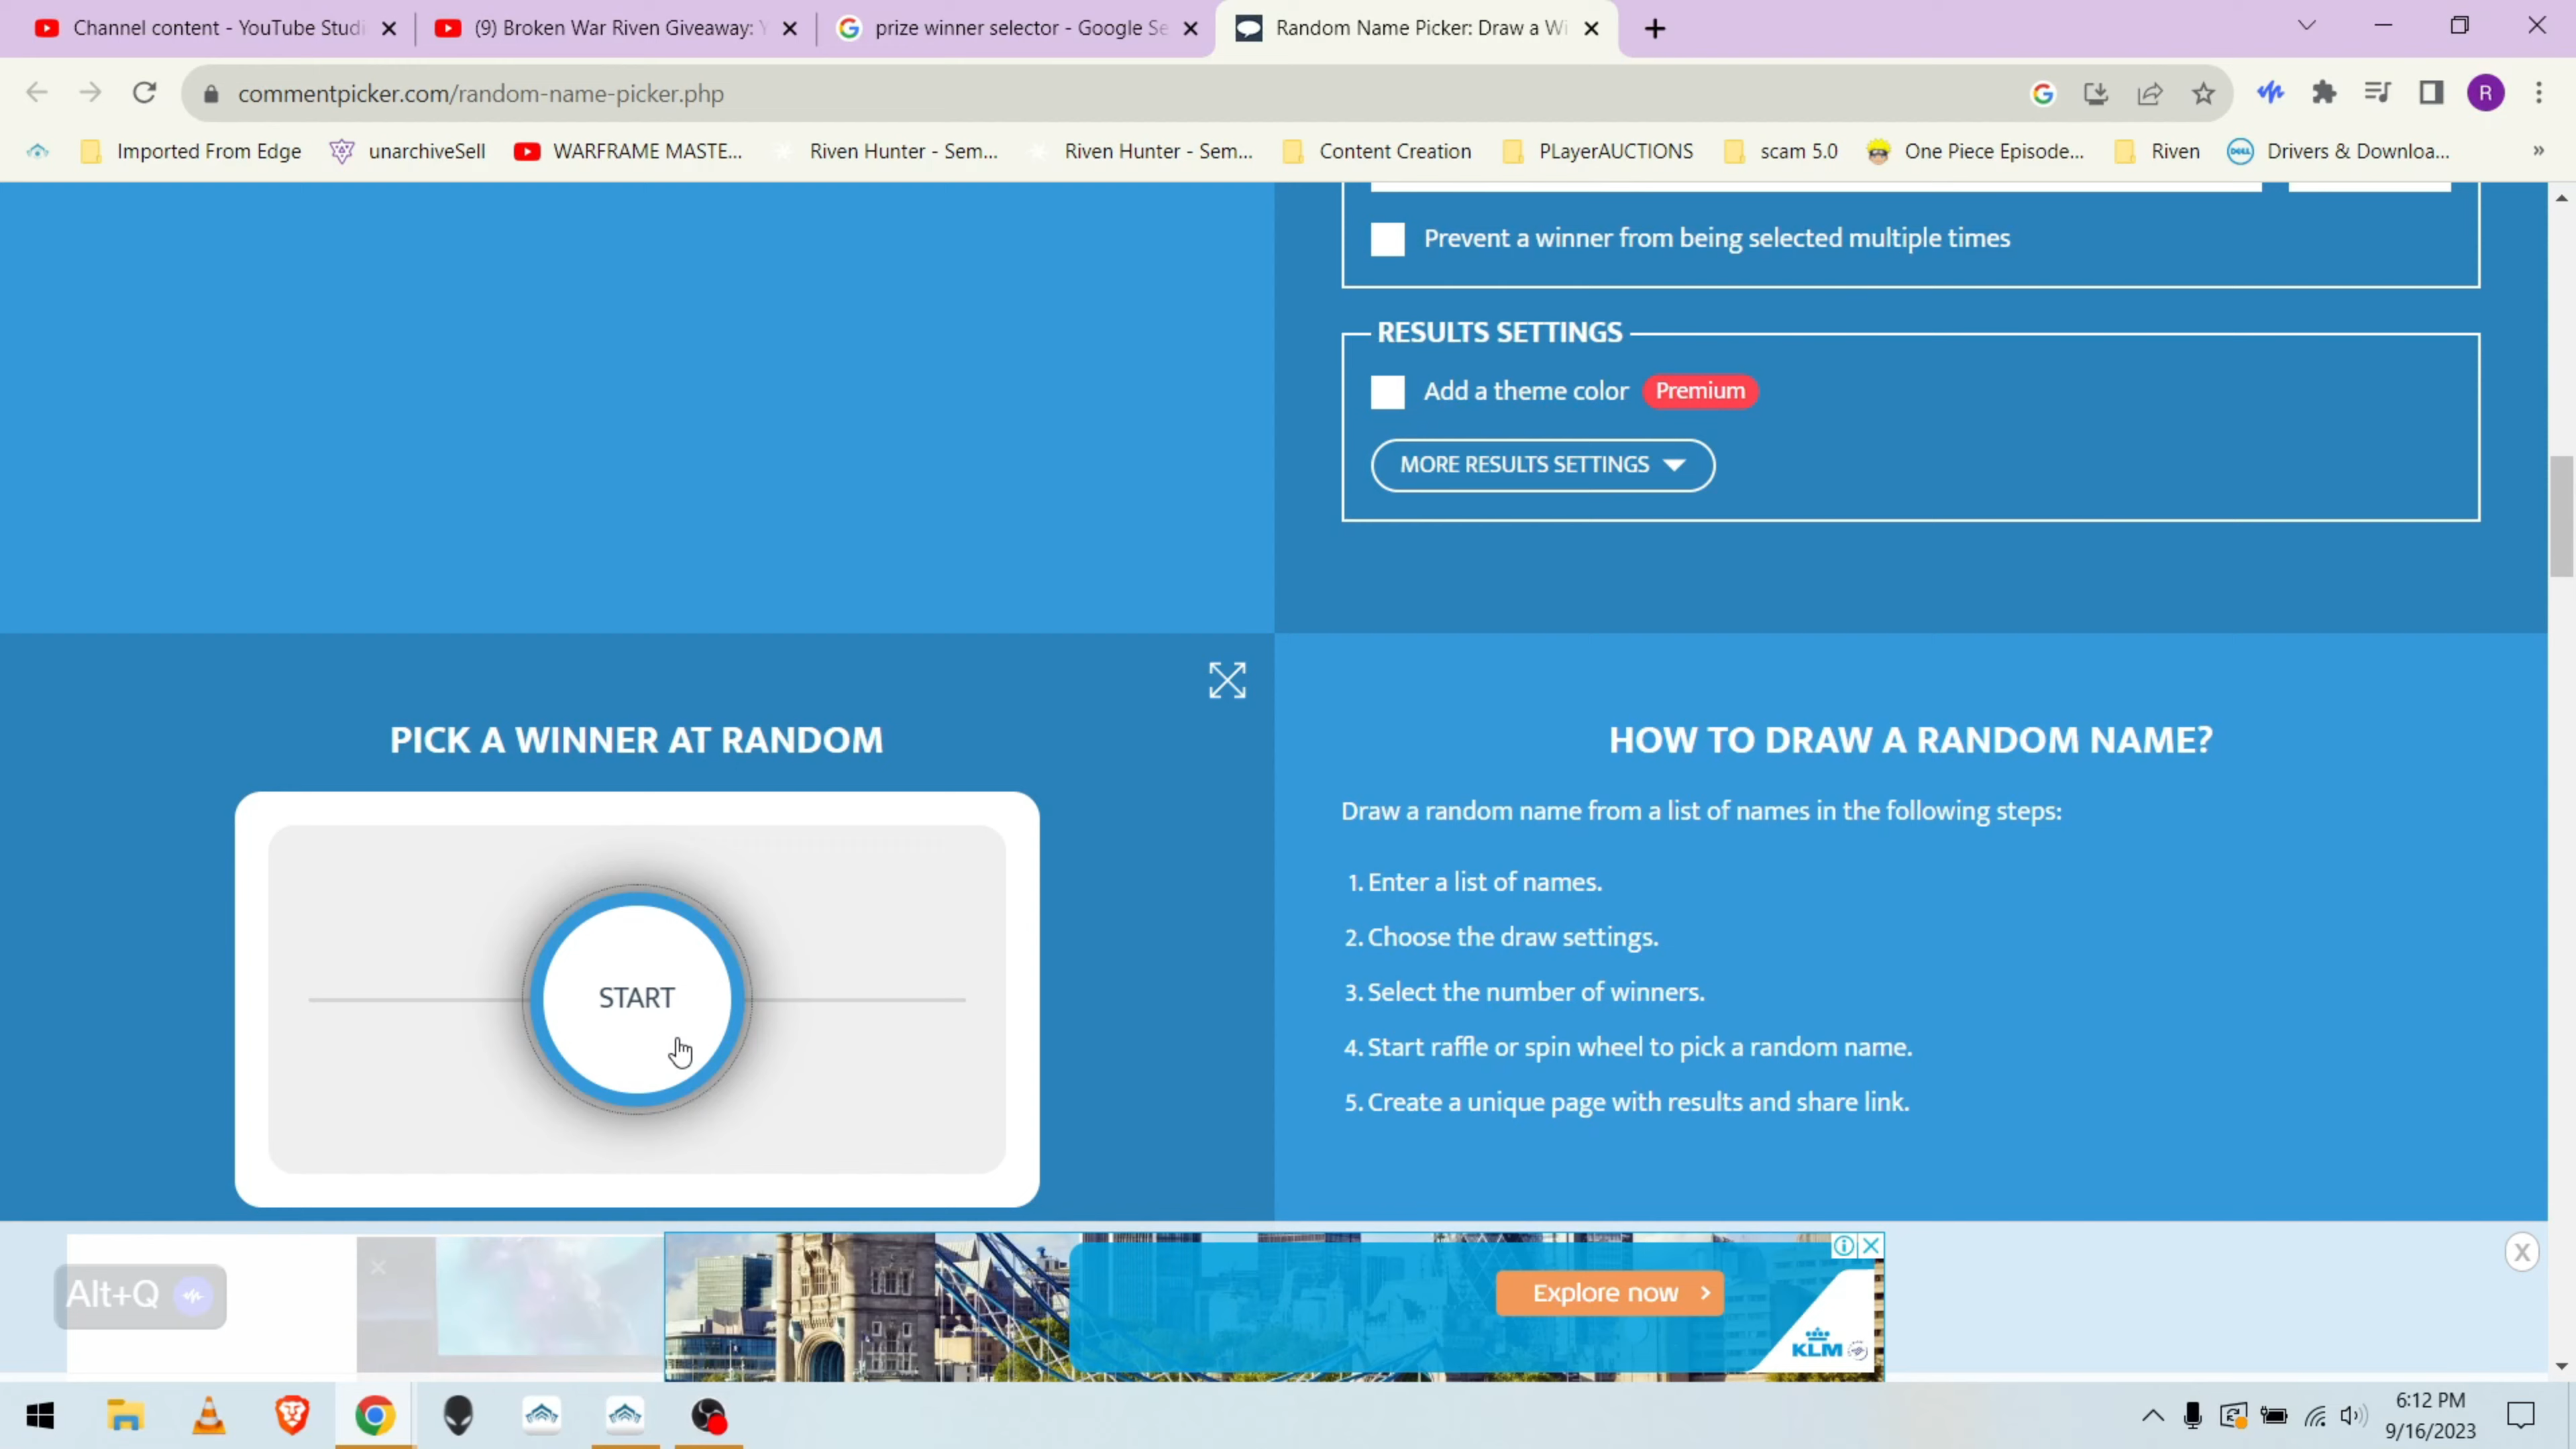 Channel content - YouTube Studi
(9) Broken War Riven Giveaway: Y
prize winner selector - Google Se
Random Name Picker: Draw a Wi
commentpicker.com/random-name-picker.php
R
Imported From Edge
unarchiveSell
WARFRAME MASTE...
Riven Hunter - Sem...
Riven Hunter - Sem...
Content Creation
PLayerAUCTIONS
scam 5.0
One Piece Episode...
Riven
DELL
Drivers & Downloa...
»
Prevent a winner from being selected multiple times
RESULTS SETTINGS
Add a theme color
Premium
MORE RESULTS SETTINGS
PICK A WINNER AT RANDOM
START
HOW TO DRAW A RANDOM NAME?
Draw a random name from a list of names in the following steps:
1. Enter a list of names.
2. Choose the draw settings.
3. Select the number of winners.
4. Start raffle or spin wheel to pick a random name.
5. Create a unique page with results and share link.
Alt+Q
Explore now >
KLM
X
6:12 PM
9/16/2023